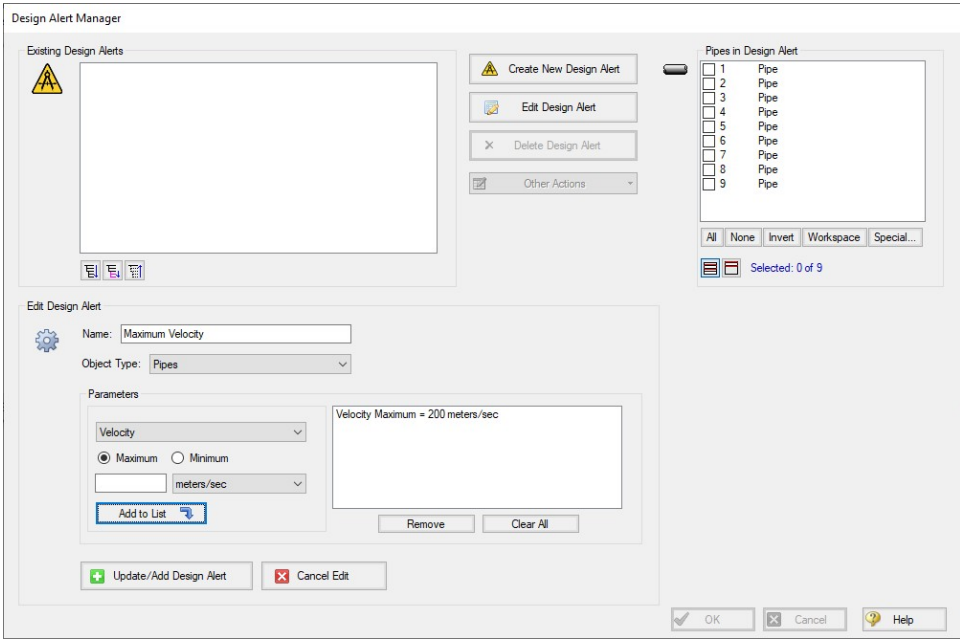 Design Alert Manager
Existing Design Alerts
Create New Design Alert
Edit Design Alert
Delete Design Alert
Other Actions
Pipes in Design Alert
1 Pipe
2 Pipe
3 Pipe
4 Pipe
5 Pipe
6 Pipe
7 Pipe
8 Pipe
9 Pipe
All None Invert Workspace Special...
Selected: 0 of 9
Edit Design Alert
Name: Maximum Velocity
Object Type: Pipes
Parameters
Velocity
Maximum Minimum
meters/sec
Add to List
Velocity Maximum = 200 meters/sec
Remove Clear All
Update/Add Design Alert Cancel Edit
OK Cancel Help